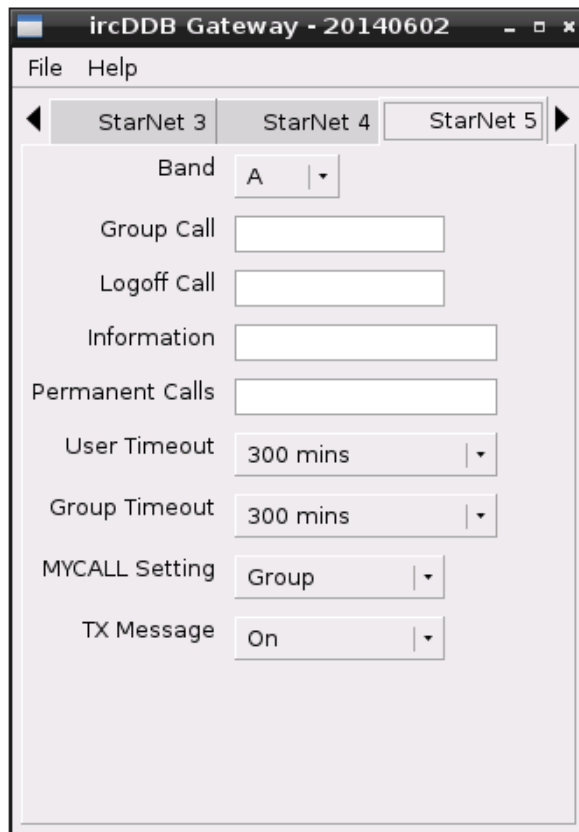 ircDDB Gateway - 20140602
File Help
StarNet 3 StarNet 4 StarNet 5
Band A
Group Call
Logoff Call
Information
Permanent Calls
User Timeout 300 mins
Group Timeout 300 mins
MYCALL Setting Group
TX Message On